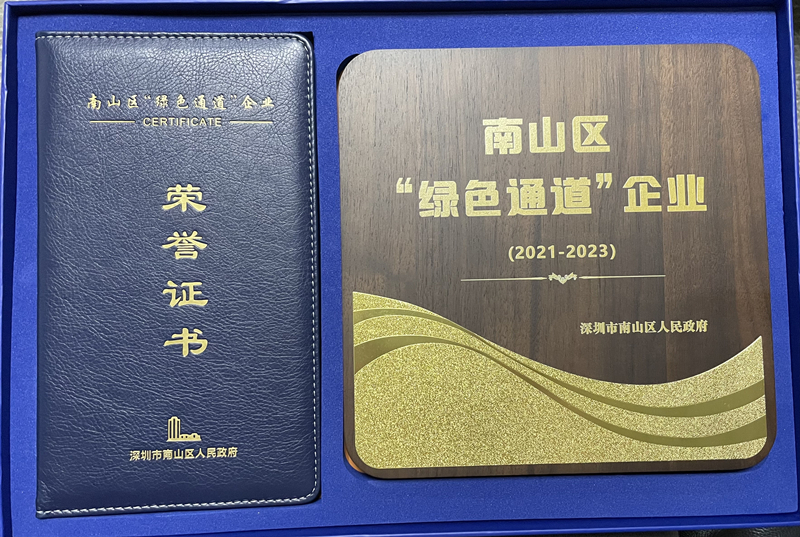 南山区“绿色通道”企业
CERTIFICATE
荣
誉
证
书
深圳市南山区人民政府
南山区
“绿色通道”企业
(2021-2023)
深圳市南山区人民政府